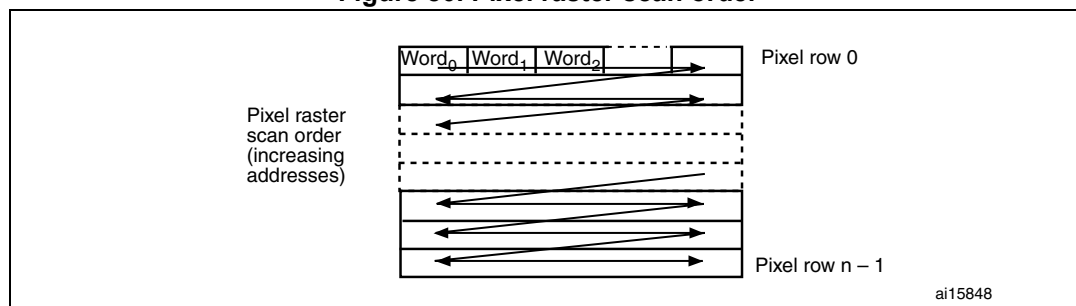 Figure Pixel raster scan order
Word0 Word1 Word2
Pixel row 0
Pixel raster
scan order
(increasing
addresses)
Pixel row n – 1
ai15848